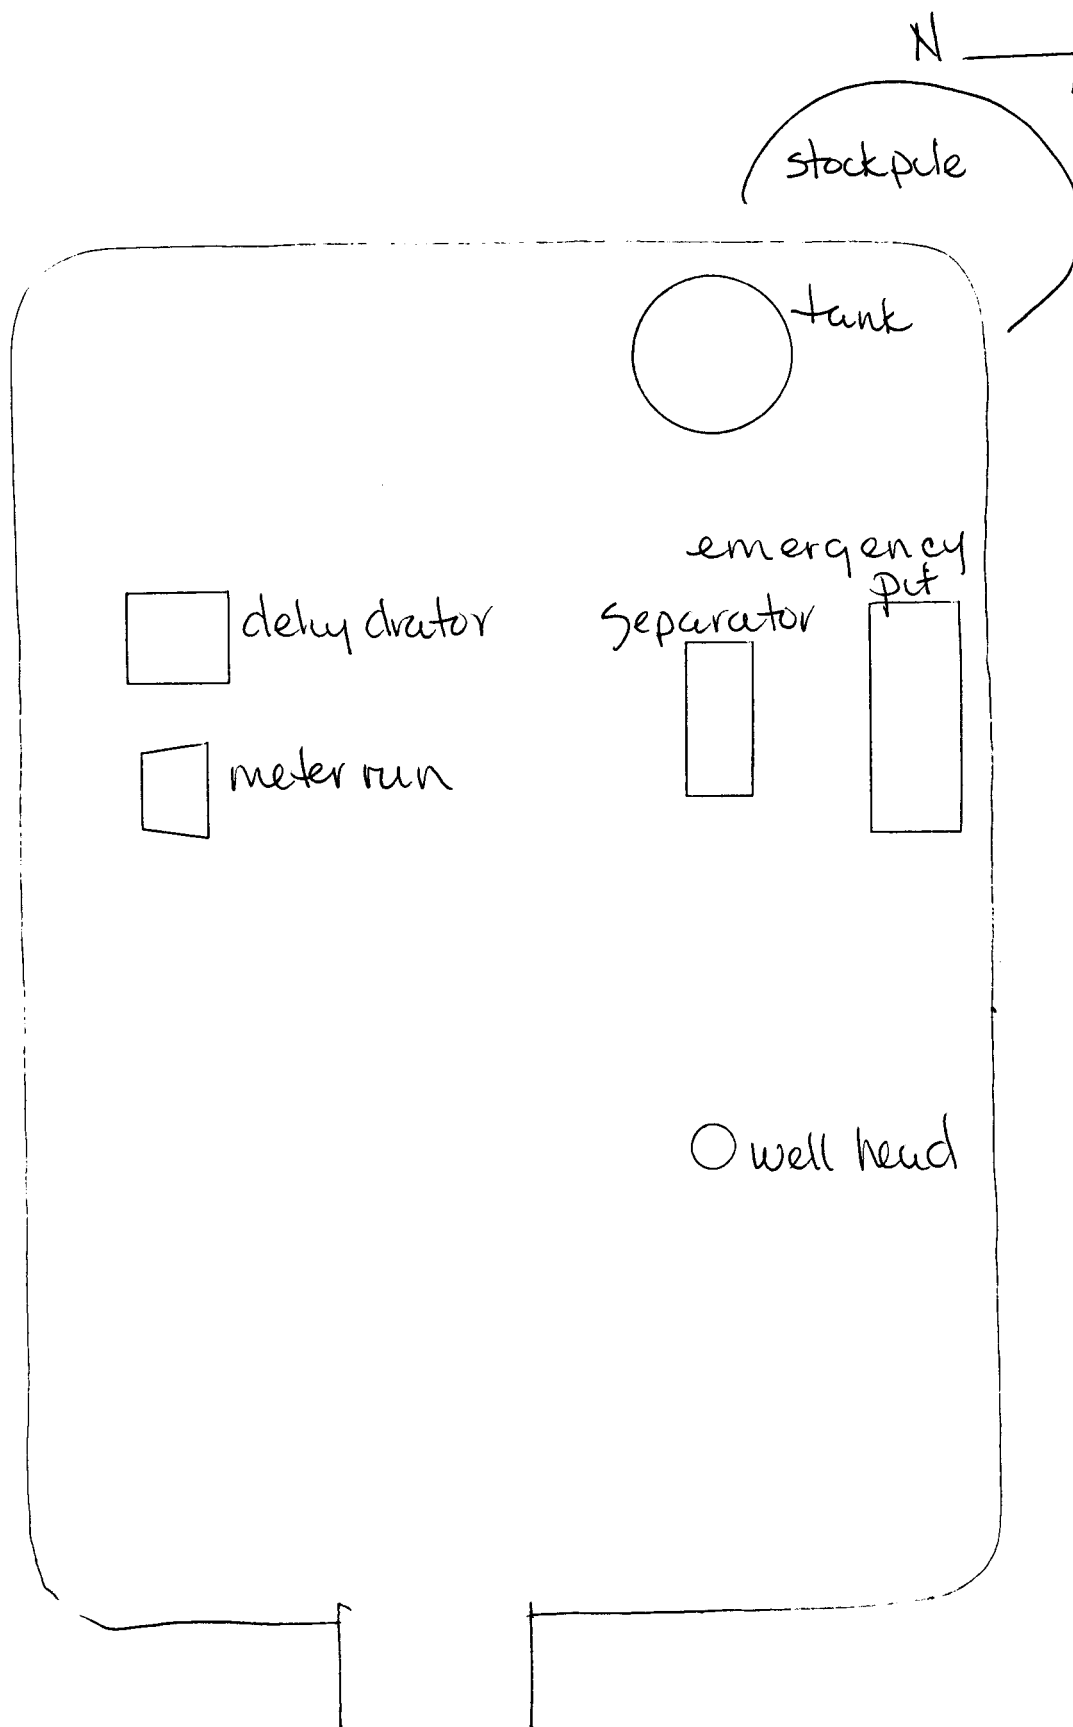 N
stockpile
tank
emergency
pit
dehydrator
separator
meter run
well head